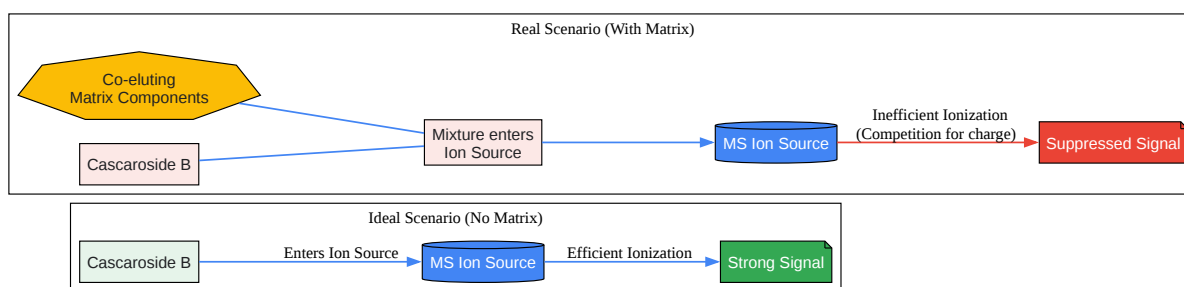 Real Scenario (With Matrix)
Co-eluting
Matrix Components
Cascaroside B
Mixture enters
Ion Source
MS Ion Source
Inefficient Ionization
(Competition for charge)
Suppressed Signal
Ideal Scenario (No Matrix)
Cascaroside B
Enters Ion Source
MS Ion Source
Efficient Ionization
Strong Signal